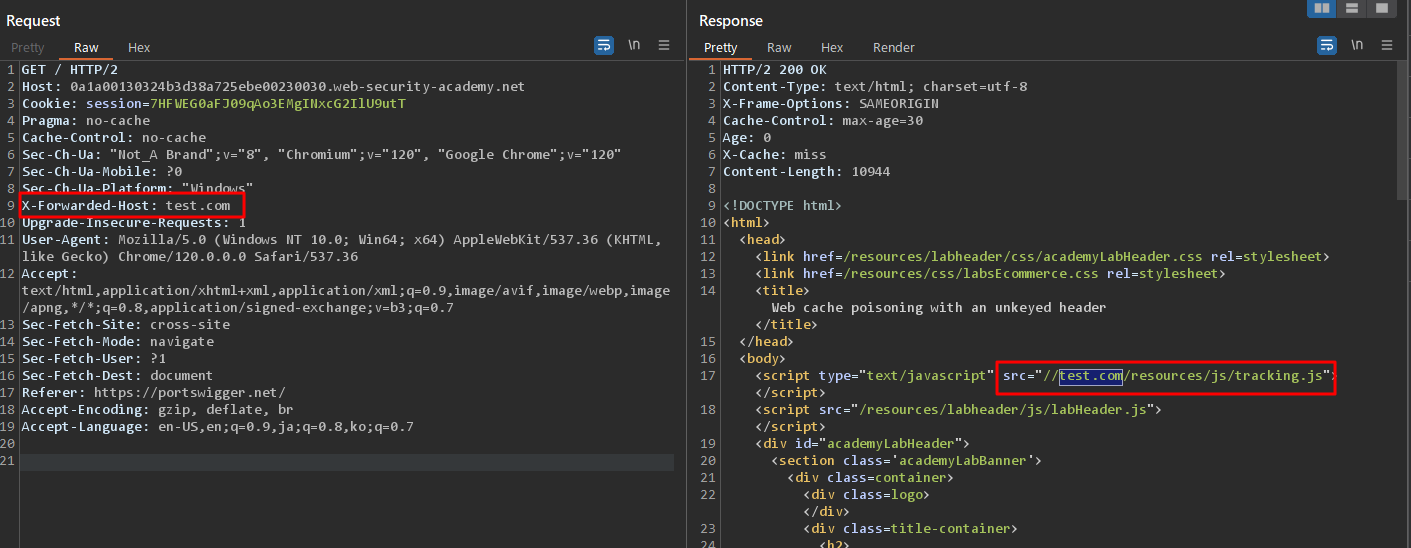 Request
Pretty Raw Hex \n
1 GET / HTTP/2
2 Host: 0a1a00130324b3d38a725ebe00230030.web-security-academy.net
3 Cookie: session=7HFWEG0aFJ09qAo3EMgINxcG2IlU9utT
4 Pragma: no-cache
5 Cache-Control: no-cache
6 Sec-Ch-Ua: "Not_A Brand";v="8", "Chromium";v="120", "Google Chrome";v="120"
7 Sec-Ch-Ua-Mobile: ?0
8 Sec-Ch-Ua-Platform: "Windows"
9 X-Forwarded-Host: test.com
10 Upgrade-Insecure-Requests: 1
11 User-Agent: Mozilla/5.0 (Windows NT 10.0; Win64; x64) AppleWebKit/537.36 (KHTML,
like Gecko) Chrome/120.0.0.0 Safari/537.36
12 Accept:
text/html,application/xhtml+xml,application/xml;q=0.9,image/avif,image/webp,image
/apng,*/*;q=0.8,application/signed-exchange;v=b3;q=0.7
13 Sec-Fetch-Site: cross-site
14 Sec-Fetch-Mode: navigate
15 Sec-Fetch-User: ?1
16 Sec-Fetch-Dest: document
17 Referer: https://portswigger.net/
18 Accept-Encoding: gzip, deflate, br
19 Accept-Language: en-US,en;q=0.9,ja;q=0.8,ko;q=0.7
20
21
Response
Pretty Raw Hex Render \n
1 HTTP/2 200 OK
2 Content-Type: text/html; charset=utf-8
3 X-Frame-Options: SAMEORIGIN
4 Cache-Control: max-age=30
5 Age: 0
6 X-Cache: miss
7 Content-Length: 10944
8
9 <!DOCTYPE html>
10 <html>
11 <head>
12 <link href=/resources/labheader/css/academyLabHeader.css rel=stylesheet>
13 <link href=/resources/css/labsEcommerce.css rel=stylesheet>
14 <title>
Web cache poisoning with an unkeyed header
</title>
15 </head>
16 <body>
17 <script type="text/javascript" src="//test.com/resources/js/tracking.js">
</script>
18 <script src="/resources/labheader/js/labHeader.js">
</script>
19 <div id="academyLabHeader">
20 <section class='academyLabBanner'>
21 <div class=container>
22 <div class=logo>
</div>
23 <div class=title-container>
24 <h2>